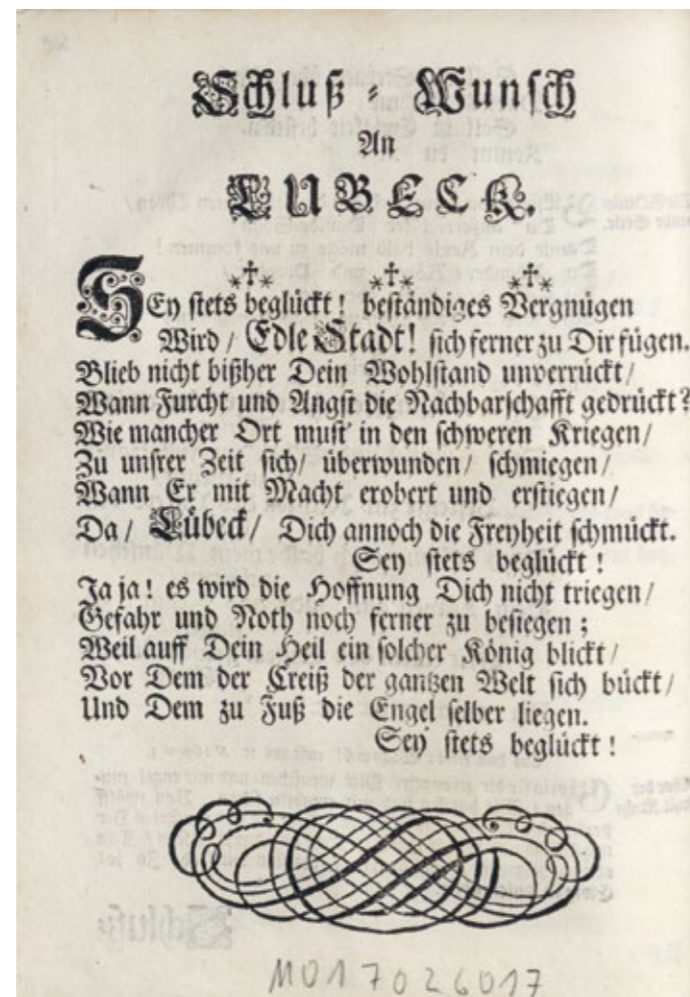 Schluß - Wunsch
An
LUBECK.
SEy stets beglückt! beständiges Vergnügen
Wird / Edle Stadt! sich ferner zu Dir fügen.
Blieb nicht bißher Dein Wohlstand unverrückt /
Wann Furcht und Angst die Nachbarschafft gedrückt?
Wie mancher Ort must' in den schweren Kriegen /
Zu unsrer Zeit sich / überwunden / schmiegen /
Wann Er mit Macht erobert und erstiegen /
Da / Lübeck / Dich annoch die Freyheit schmückt.
Sey stets beglückt!
Ja ja! es wird die Hoffnung Dich nicht triegen /
Gefahr und Noth noch ferner zu besiegen;
Weil auff Dein Heil ein solcher König blickt /
Vor Dem der Creiß der gantzen Welt sich bückt /
Und Dem zu Fuß die Engel selber liegen.
Sey stets beglückt!
M017026017